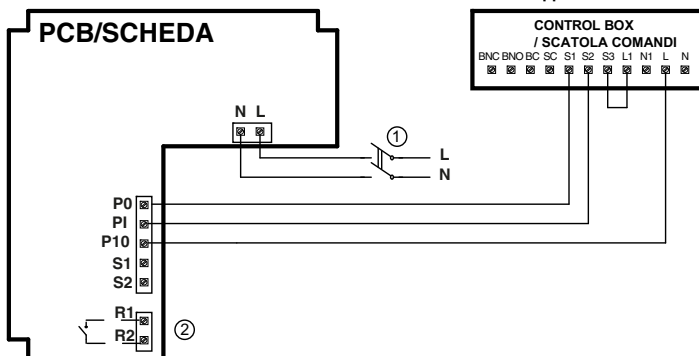 PCB/SCHEDA
CONTROL BOX
/ SCATOLA COMANDI
BNC BNO BC SC S1 S2 S3 L1 N1 L N
N L
1
L
N
P0
PI
P10
S1
S2
R1
R2
2